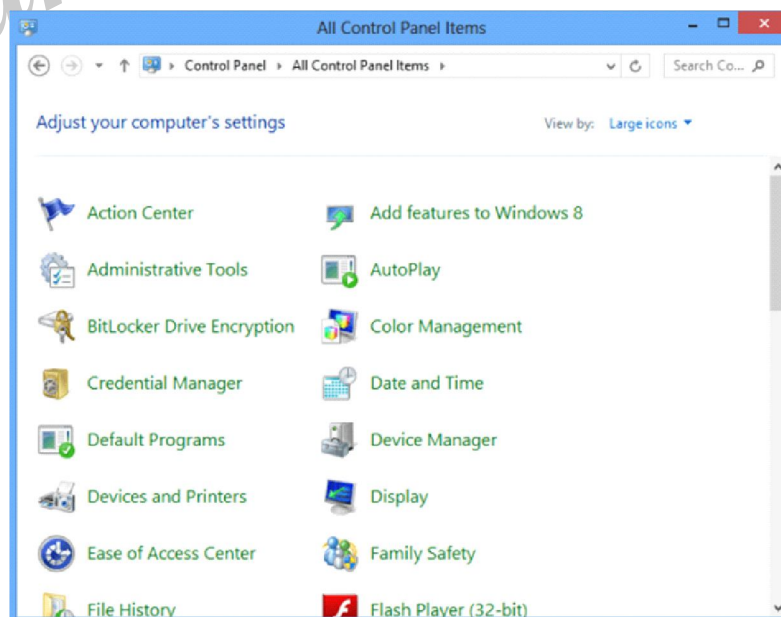 All Control Panel Items
Control Panel All Control Panel Items
Search Co...
Adjust your computer's settings
View by: Large icons
Action Center
Add features to Windows 8
Administrative Tools
AutoPlay
BitLocker Drive Encryption
Color Management
Credential Manager
Date and Time
Default Programs
Device Manager
Devices and Printers
Display
Ease of Access Center
Family Safety
File History
Flash Player (32-bit)